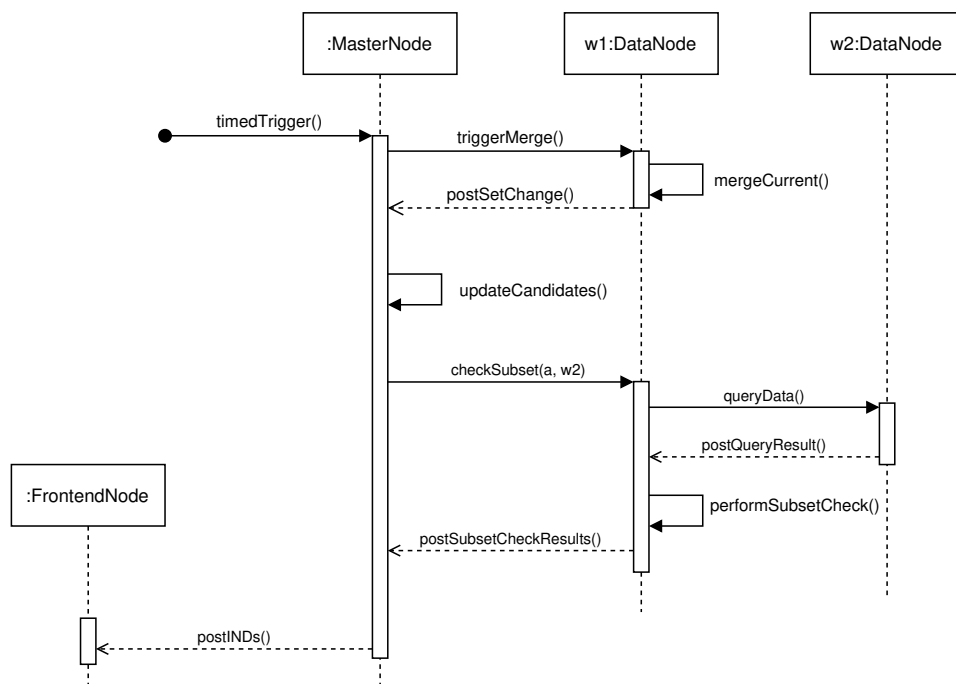 :MasterNode
w1:DataNode
w2:DataNode
timedTrigger()
triggerMerge()
mergeCurrent()
postSetChange()
updateCandidates()
checkSubset(a, w2)
queryData()
postQueryResult()
:FrontendNode
performSubsetCheck()
postSubsetCheckResults()
postINDs()